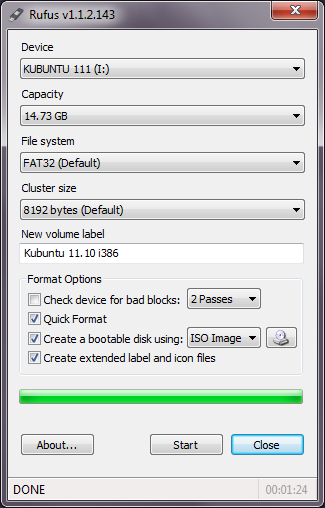 Rufus v1.1.2.143
Device
KUBUNTU 111 (I:)
Capacity
14.73 GB
File system
FAT32 (Default)
Cluster size
8192 bytes (Default)
New volume label
Kubuntu 11.10 i386
Format Options
Check device for bad blocks: 2 Passes
Quick Format
Create a bootable disk using: ISO Image
Create extended label and icon files
About... Start Close
DONE 00:01:24